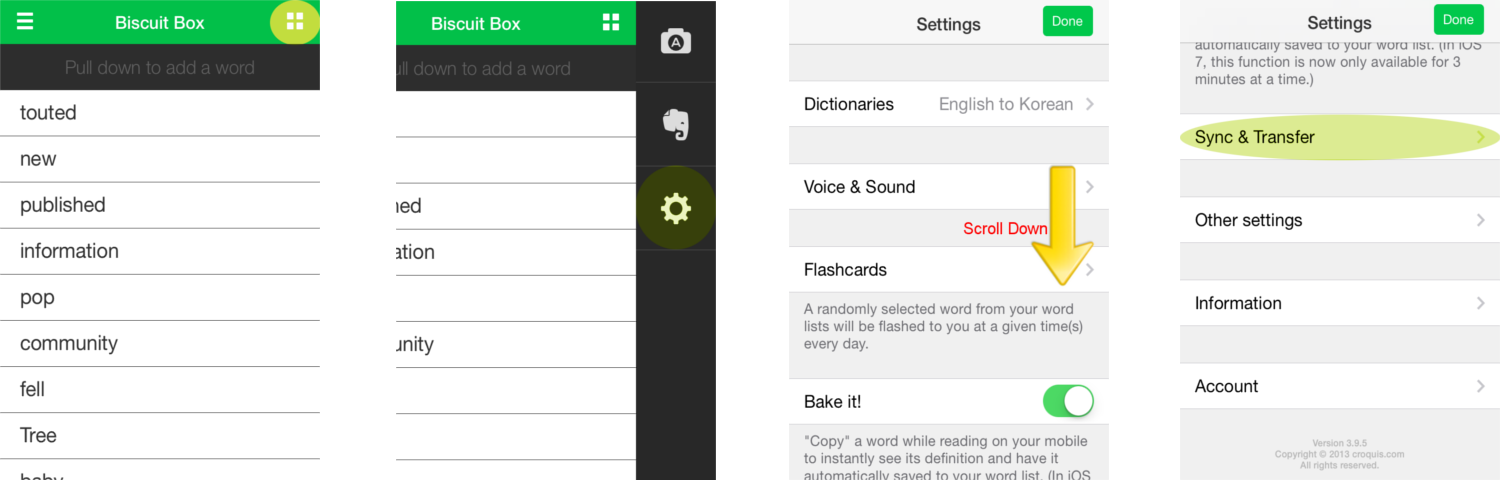 Biscuit Box
Pull down to add a word
touted
new
published
information
pop
community
fell
Tree
baby
Biscuit Box
ull down to add a word
ned
ation
unity
A
Settings
Done
Dictionaries
English to Korean
Voice & Sound
Scroll Down
Flashcards
A randomly selected word from your word
lists will be flashed to you at a given time(s)
every day.
Bake it!
"Copy" a word while reading on your mobile
to instantly see its definition and have it
automatically saved to your word list. (In iOS
Settings
Done
automatically saved to your word list. (In iOS
7, this function is now only available for 3
minutes at a time.)
Sync & Transfer
Other settings
Information
Account
Version 3.9.5
Copyright © 2013 croquis.com
All rights reserved.